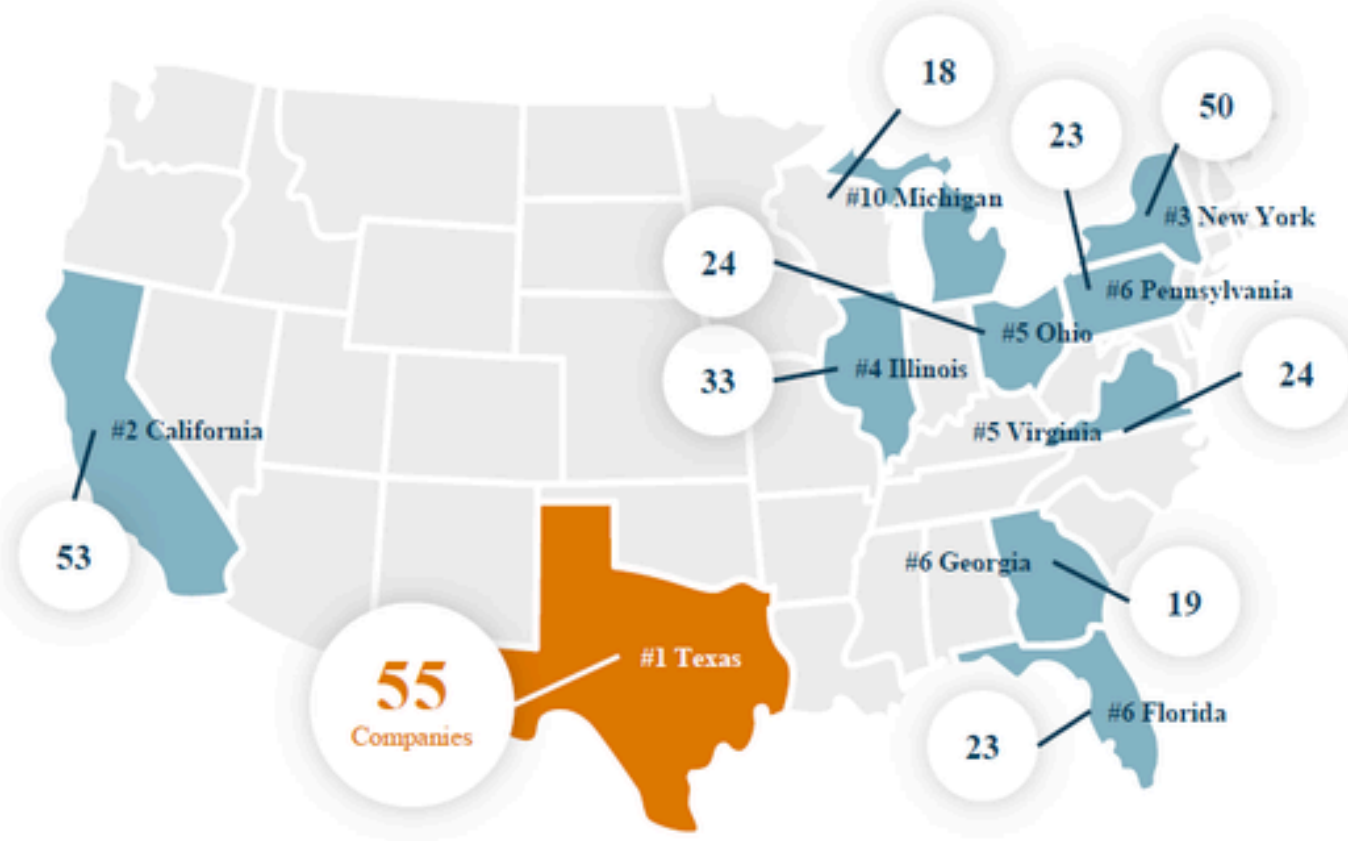 18
50
23
#10 Michigan
#3 New York
24
#6 Pennsylvania
#5 Ohio
33
#4 Illinois
24
#2 California
#5 Virginia
53
#6 Georgia
19
55
Companies
#1 Texas
#6 Florida
23